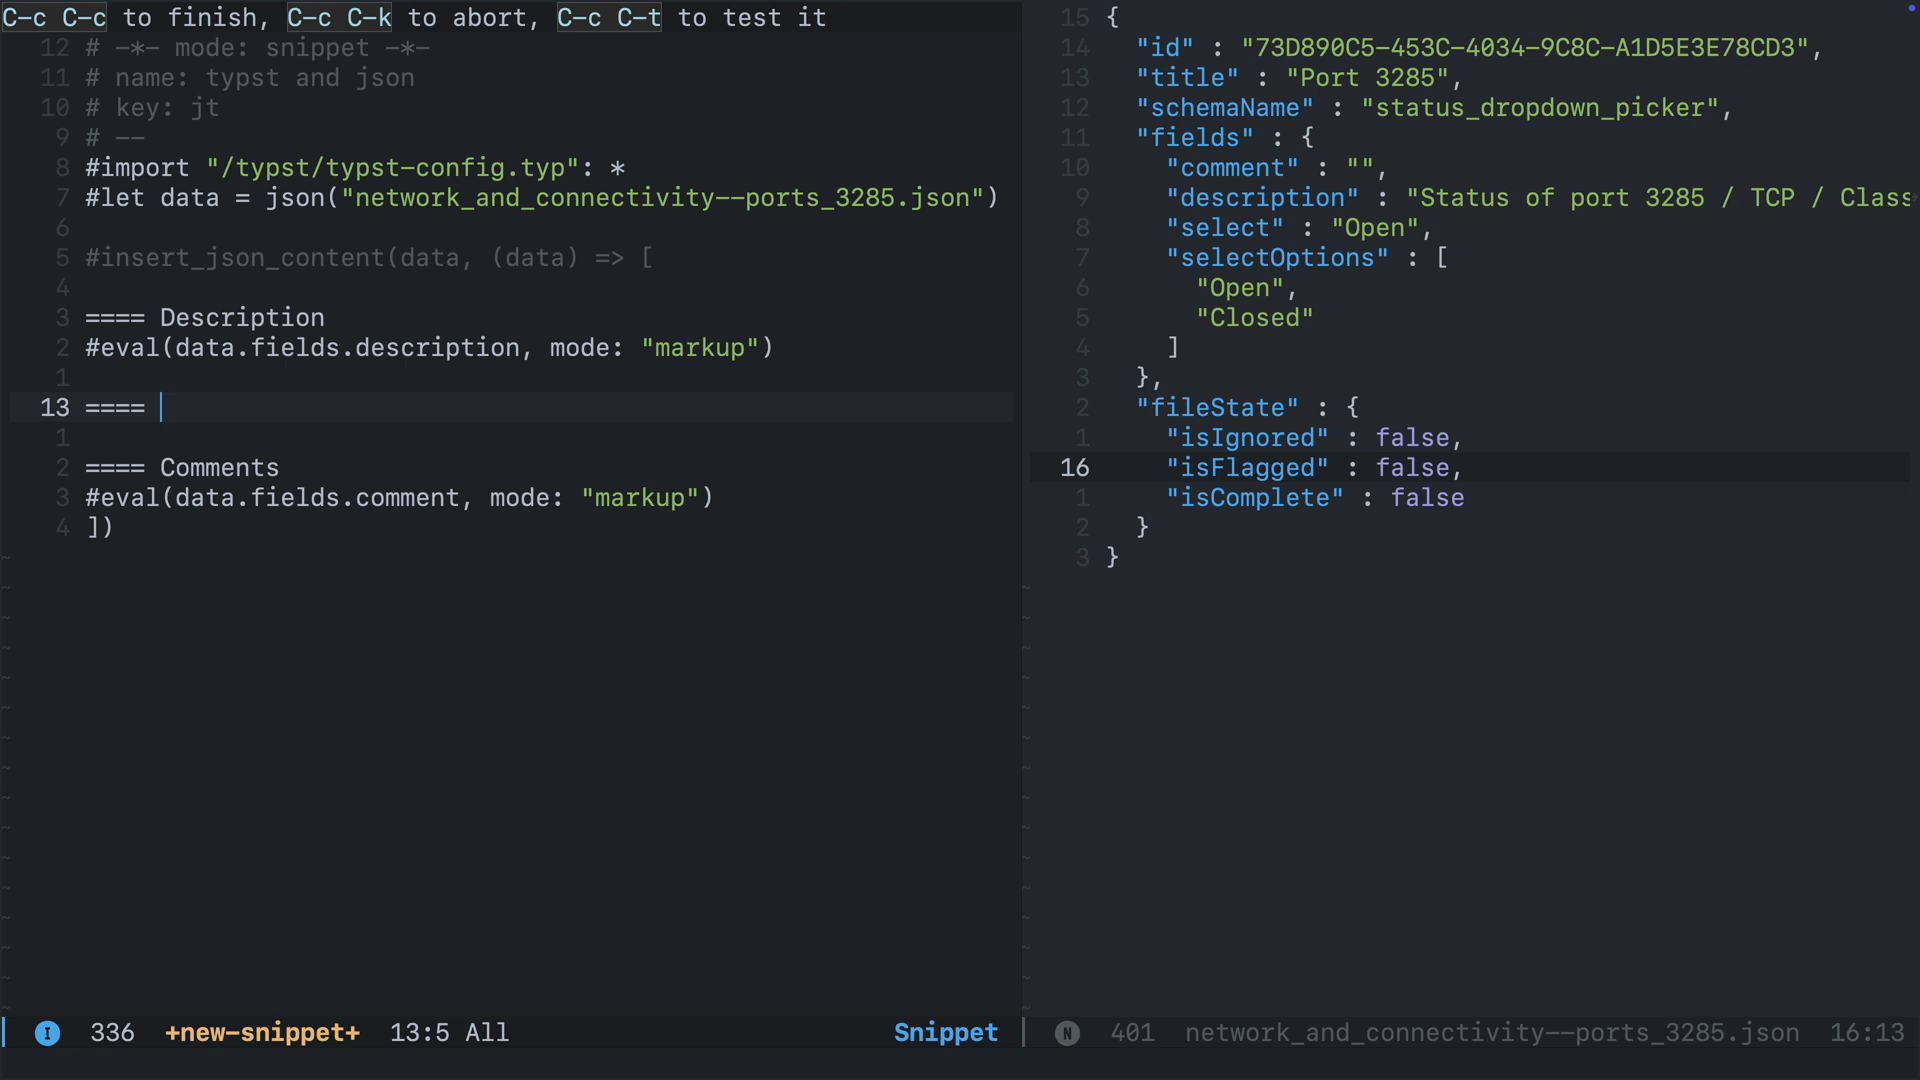 C-c C-c to finish, C-c C-k to abort, C-c C-t to test it
12 # -*- mode: snippet -*-
11 # name: typst and json
10 # key: jt
9 # --
8 #import "/typst/typst-config.typ": *
7 #let data = json("network_and_connectivity--ports_3285.json")
6
5 #insert_json_content(data, (data) => [
4
3 ==== Description
2 #eval(data.fields.description, mode: "markup")
1
13 ====
1
2 ==== Comments
3 #eval(data.fields.comment, mode: "markup")
4 ])
I 336 +new-snippet+ 13:5 All Snippet
15 {
14 "id" : "73D890C5-453C-4034-9C8C-A1D5E3E78CD3",
13 "title" : "Port 3285",
12 "schemaName" : "status_dropdown_picker",
11 "fields" : {
10 "comment" : "",
9 "description" : "Status of port 3285 / TCP / Class
8 "select" : "Open",
7 "selectOptions" : [
6 "Open",
5 "Closed"
4 ]
3 },
2 "fileState" : {
1 "isIgnored" : false,
16 "isFlagged" : false,
1 "isComplete" : false
2 }
3 }
N 401 network_and_connectivity--ports_3285.json 16:13